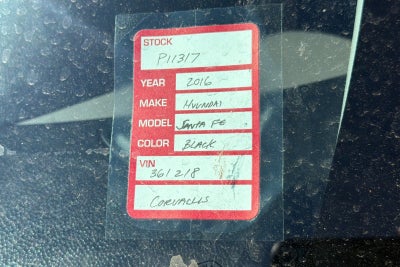 STOCK
P11317
YEAR 2016
MAKE HYUNDAI
MODEL SANTA FE
COLOR BLACK
VIN
361218
CORVALLIS